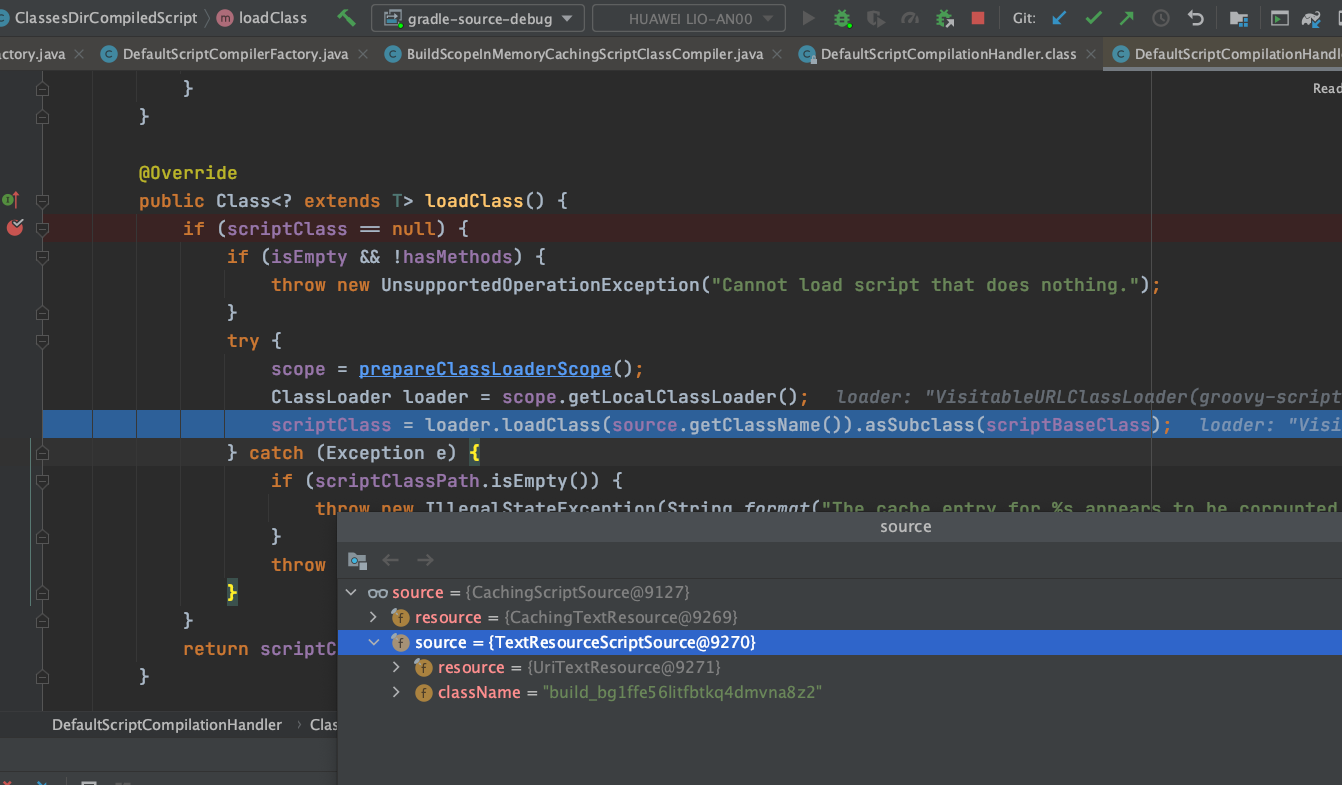 ClassesDirCompiledScript
loadClass
gradle-source-debug
HUAWEI LIO-AN00
Git:
actory.java
DefaultScriptCompilerFactory.java
BuildScopeInMemoryCachingScriptClassCompiler.java
DefaultScriptCompilationHandler.class
DefaultScriptCompilationHandl
}
Read
}
@Override
public Class<? extends T> loadClass() {
if (scriptClass == null) {
if (isEmpty && !hasMethods) {
throw new UnsupportedOperationException("Cannot load script that does nothing.");
}
try {
scope = prepareClassLoaderScope();
ClassLoader loader = scope.getLocalClassLoader(); loader: "VisitableURLClassLoader(groovy-script
scriptClass = loader.loadClass(source.getClassName()).asSubclass(scriptBaseClass); loader: "Visi
} catch (Exception e) {
if (scriptClassPath.isEmpty()) {
throw new IllegalStateException(String.format("The cache entry for %s appears to be corrupted
}
throw
}
}
return scriptC
}
source
source = {CachingScriptSource@9127}
resource = {CachingTextResource@9269}
source = {TextResourceScriptSource@9270}
resource = {UriTextResource@9271}
className = "build_bg1ffe56litfbtkq4dmvna8z2"
DefaultScriptCompilationHandler
Clas